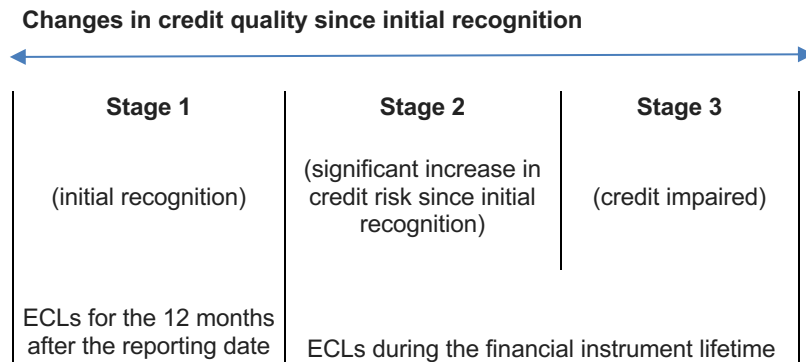 Changes in credit quality since initial recognition
Stage 1
Stage 2
Stage 3
(initial recognition)
(significant increase in
credit risk since initial
recognition)
(credit impaired)
ECLs for the 12 months
after the reporting date
ECLs during the financial instrument lifetime